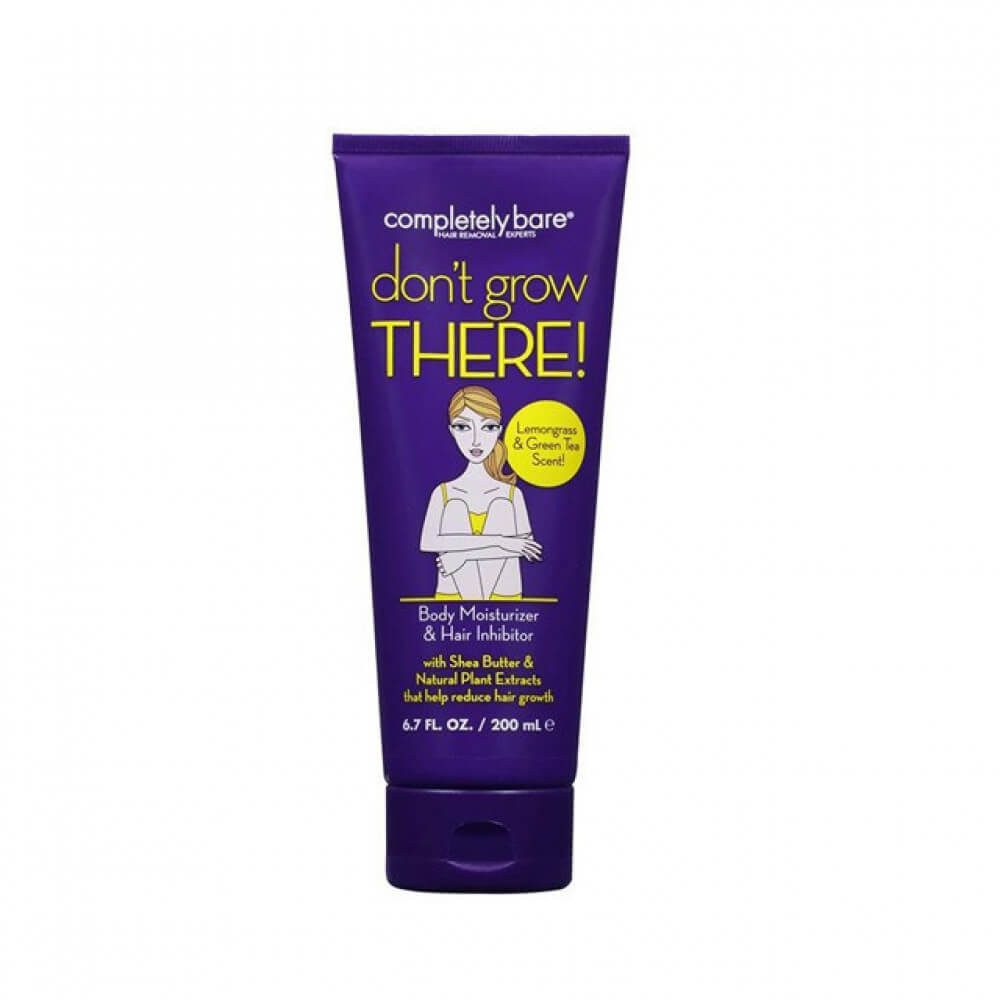 completely bare®
HAIR REMOVAL EXPERTS
don't grow
THERE!
Lemongrass
& Green Tea
Scent!
Body Moisturizer
& Hair Inhibitor
with Shea Butter &
Natural Plant Extracts
that help reduce hair growth
6.7 FL. OZ. / 200 mL ℮